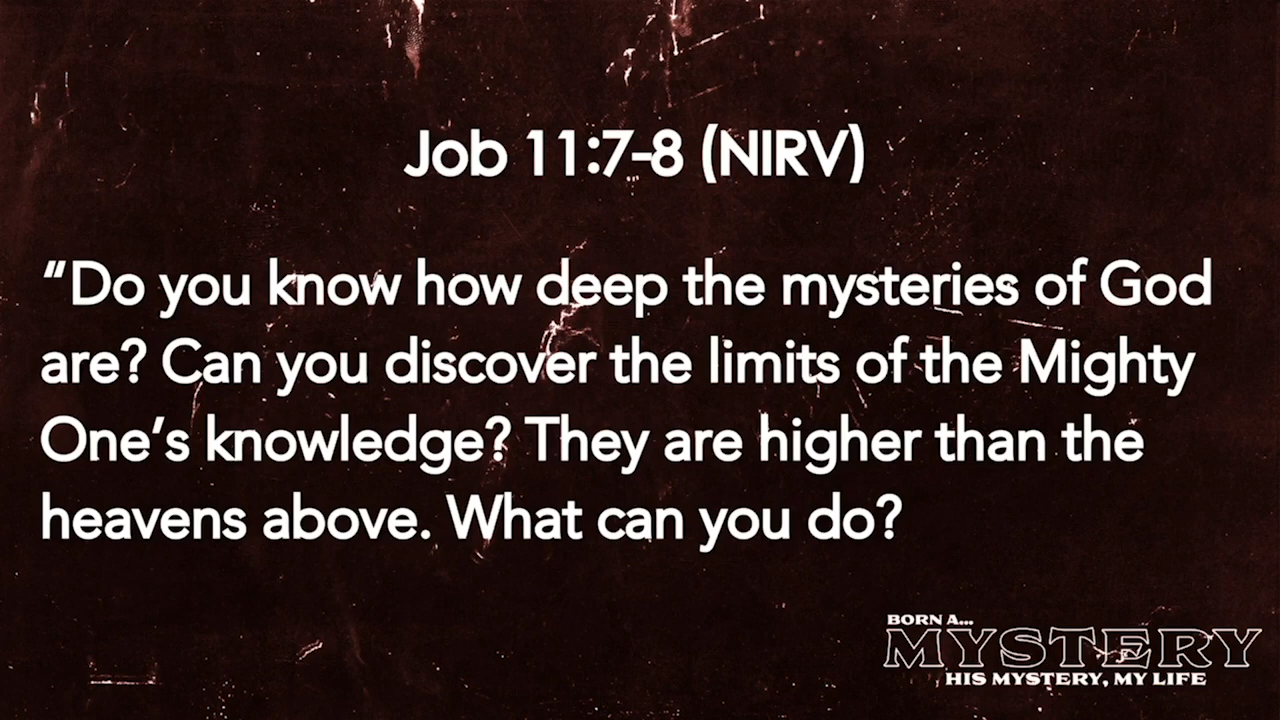 Job 11:7-8 (NIRV)
“Do you know how deep the mysteries of God
are? Can you discover the limits of the Mighty
One’s knowledge? They are higher than the
heavens above. What can you do?
BORN A...
MYSTERY
HIS MYSTERY, MY LIFE